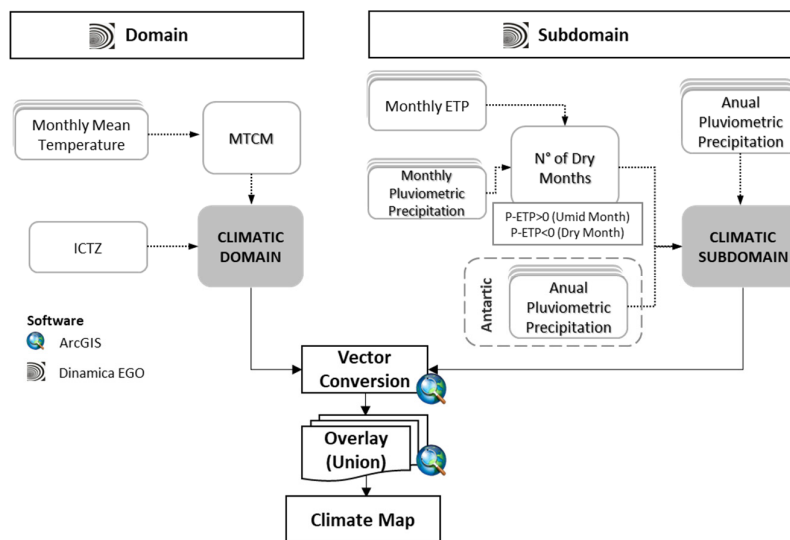 Domain
Subdomain
Monthly Mean
Temperature
MTCM
ICTZ
CLIMATIC
DOMAIN
Monthly ETP
Monthly
Pluviometric
Precipitation
N° of Dry
Months
P-ETP>0 (Umid Month)
P-ETP<0 (Dry Month)
Anual
Pluviometric
Precipitation
CLIMATIC
SUBDOMAIN
Antartic
Anual
Pluviometric
Precipitation
Software
ArcGIS
Dinamica EGO
Vector
Conversion
Overlay
(Union)
Climate Map